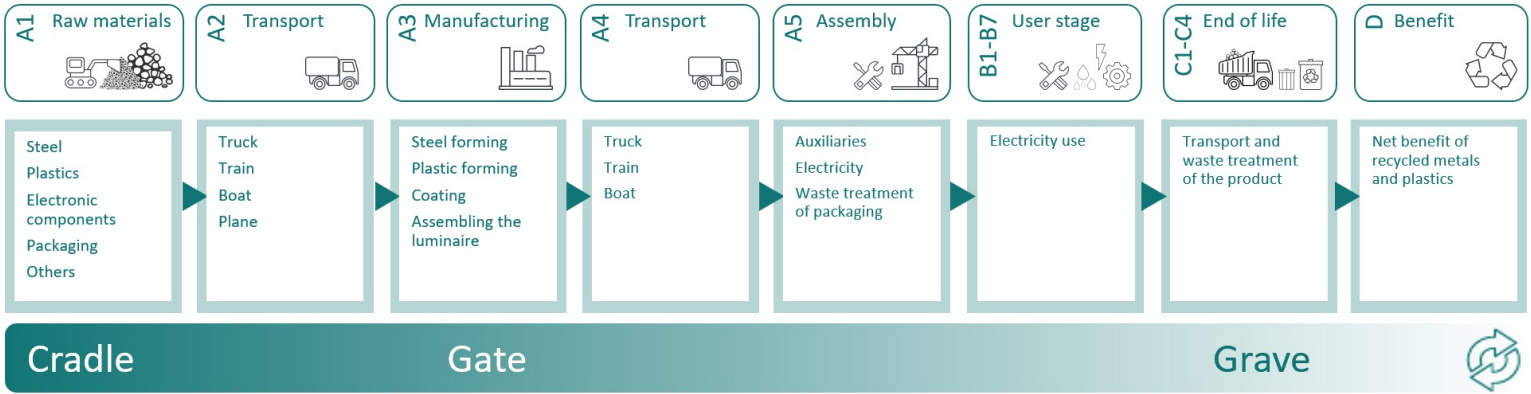 A1 Raw materials
A2 Transport
A3 Manufacturing
A4 Transport
A5 Assembly
B1-B7 User stage
C1-C4 End of life
D Benefit
Steel
Plastics
Electronic
components
Packaging
Others
Truck
Train
Boat
Plane
Steel forming
Plastic forming
Coating
Assembling the
luminaire
Truck
Train
Boat
Auxiliaries
Electricity
Waste treatment
of packaging
Electricity use
Transport and
waste treatment
of the product
Net benefit of
recycled metals
and plastics
Cradle
Gate
Grave